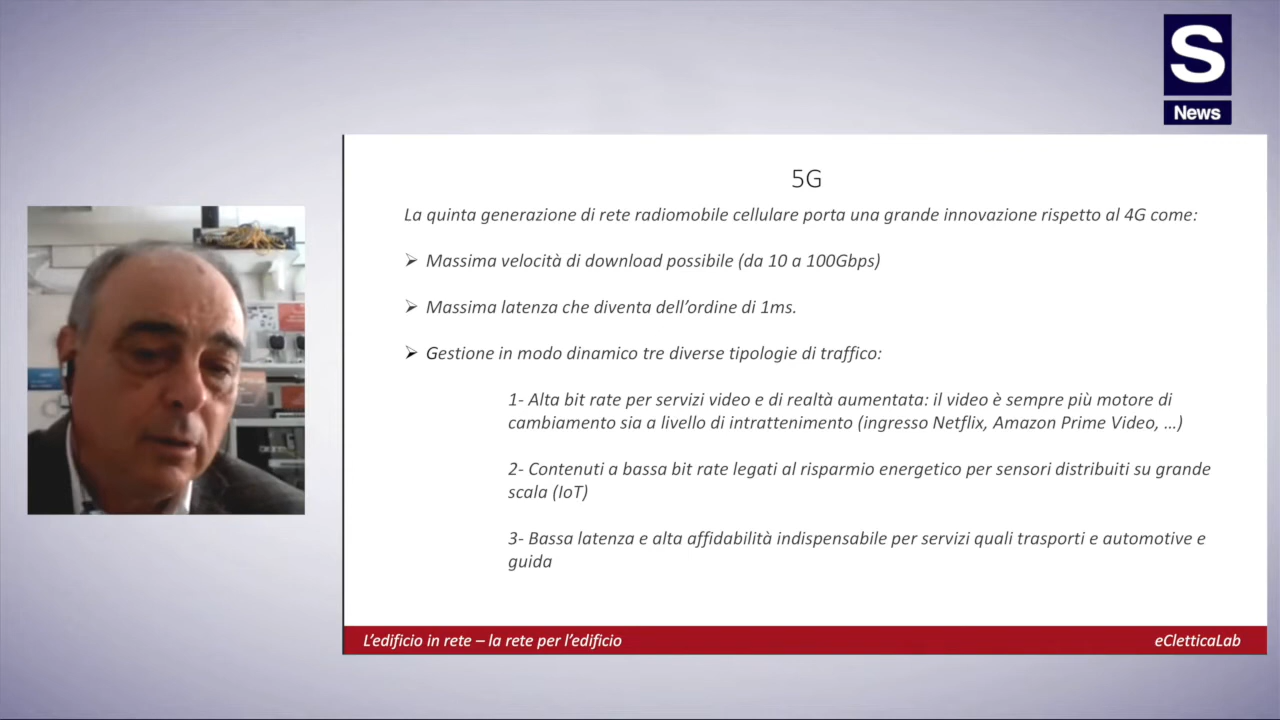 S
News
5G
La quinta generazione di rete radiomobile cellulare porta una grande innovazione rispetto al 4G come:
➢ Massima velocità di download possibile (da 10 a 100Gbps)
➢ Massima latenza che diventa dell’ordine di 1ms.
➢ Gestione in modo dinamico tre diverse tipologie di traffico:
1- Alta bit rate per servizi video e di realtà aumentata: il video è sempre più motore di
cambiamento sia a livello di intrattenimento (ingresso Netflix, Amazon Prime Video, …)
2- Contenuti a bassa bit rate legati al risparmio energetico per sensori distribuiti su grande
scala (IoT)
3- Bassa latenza e alta affidabilità indispensabile per servizi quali trasporti e automotive e
guida
L’edificio in rete – la rete per l’edificio
eCletticaLab